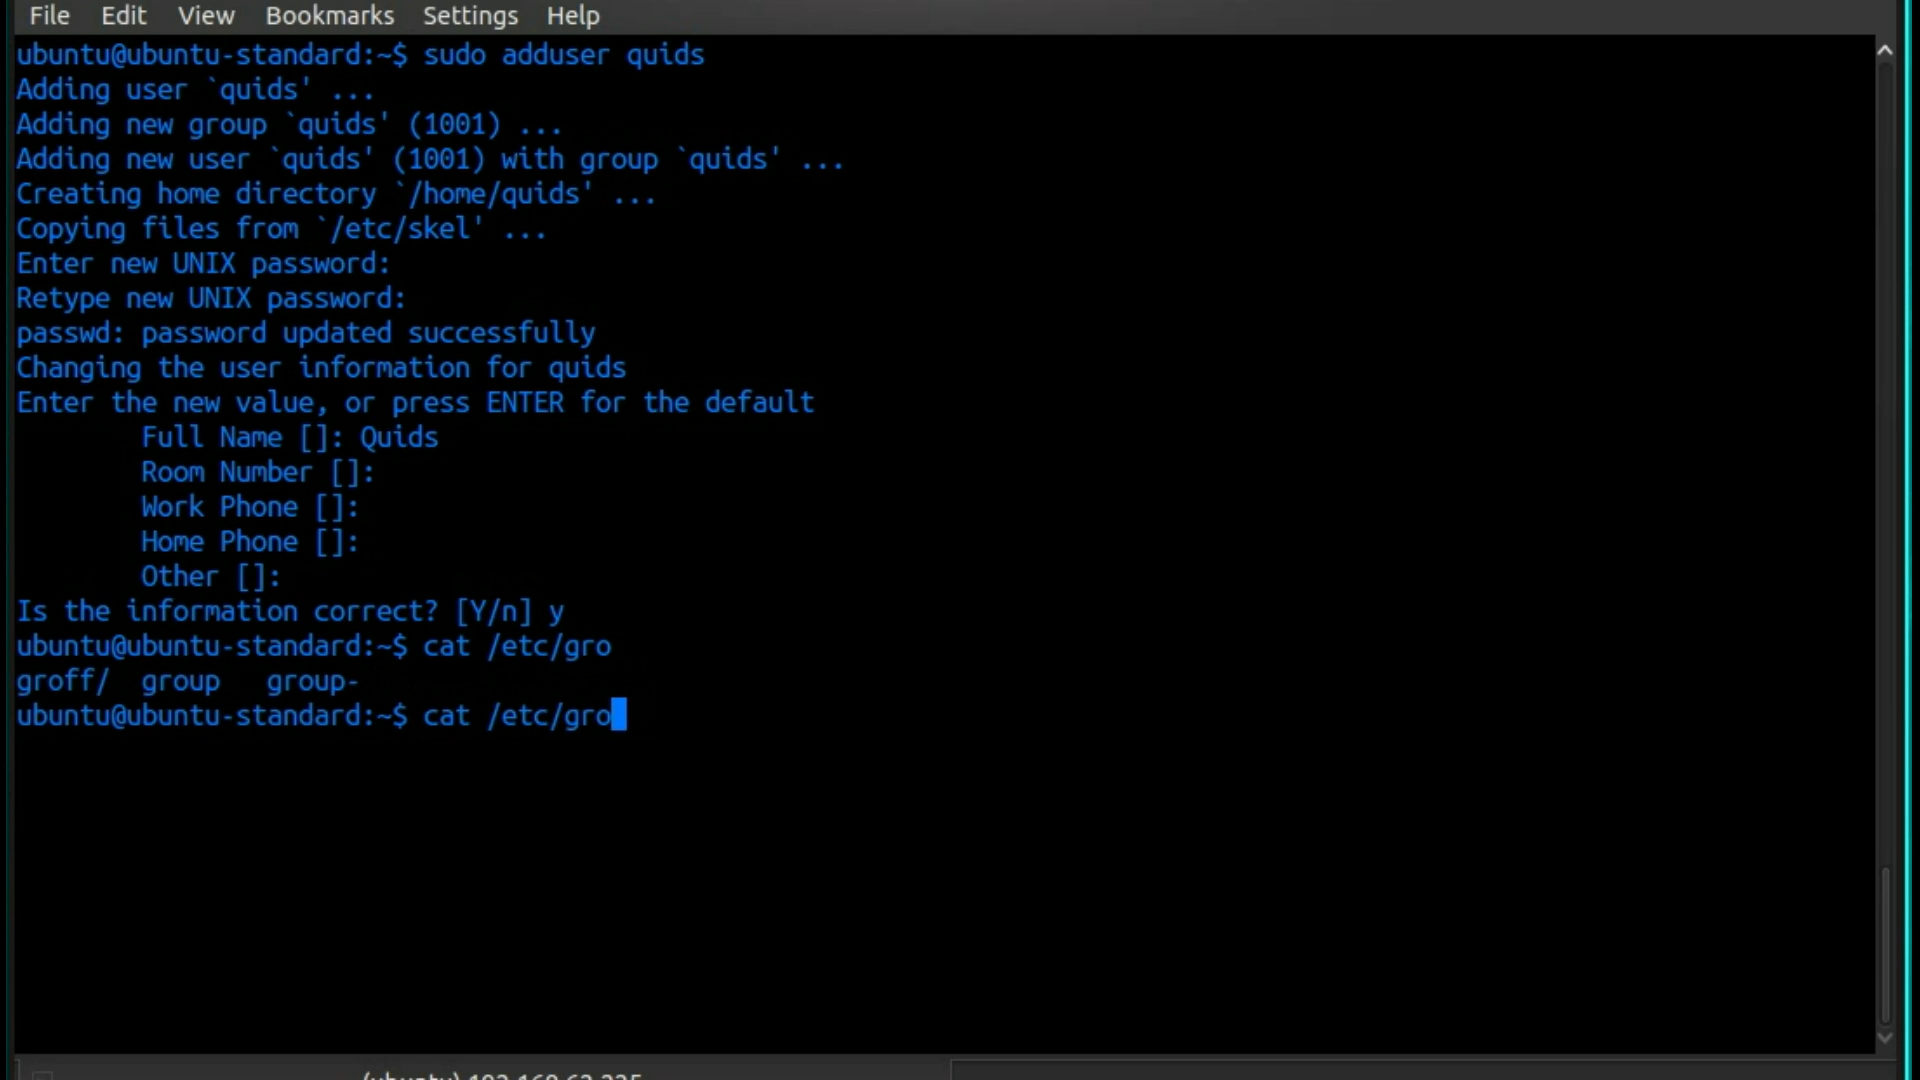 File Edit View Bookmarks Settings Help
ubuntu@ubuntu-standard:~$ sudo adduser quids
Adding user `quids' ...
Adding new group `quids' (1001) ...
Adding new user `quids' (1001) with group `quids' ...
Creating home directory `/home/quids' ...
Copying files from `/etc/skel' ...
Enter new UNIX password:
Retype new UNIX password:
passwd: password updated successfully
Changing the user information for quids
Enter the new value, or press ENTER for the default
Full Name []: Quids
Room Number []:
Work Phone []:
Home Phone []:
Other []:
Is the information correct? [Y/n] y
ubuntu@ubuntu-standard:~$ cat /etc/gro
groff/ group group-
ubuntu@ubuntu-standard:~$ cat /etc/gro
(ubuntu)